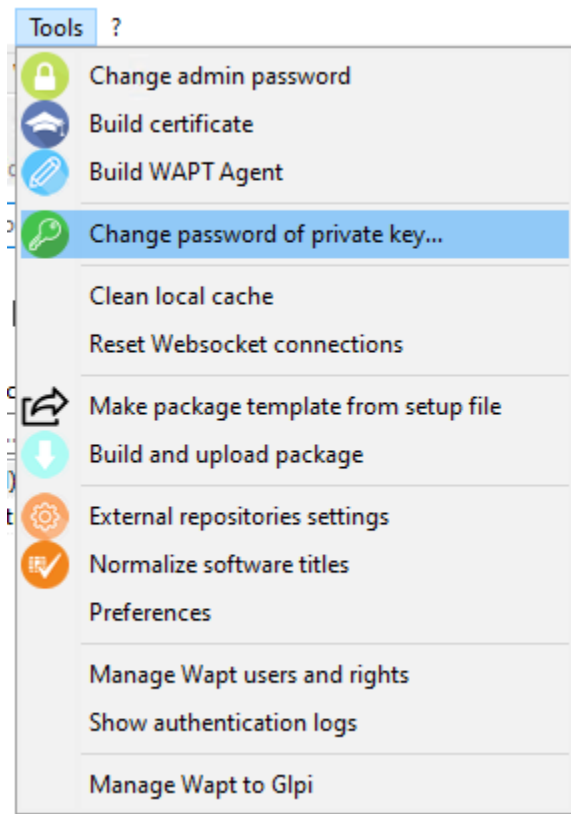 Tools ?
Change admin password
Build certificate
Build WAPT Agent
Change password of private key...
Clean local cache
Reset Websocket connections
Make package template from setup file
Build and upload package
External repositories settings
Normalize software titles
Preferences
Manage Wapt users and rights
Show authentication logs
Manage Wapt to Glpi